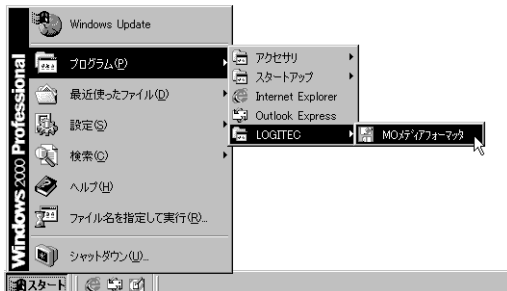 Windows 2000 Professional
Windows Update
プログラム(P)
最近使ったファイル(D)
設定(S)
検索(C)
ヘルプ(H)
ファイル名を指定して実行(R)...
シャットダウン(U)...
アクセサリ
スタートアップ
Internet Explorer
Outlook Express
LOGITEC
MOメディアフォーマッタ
スタート